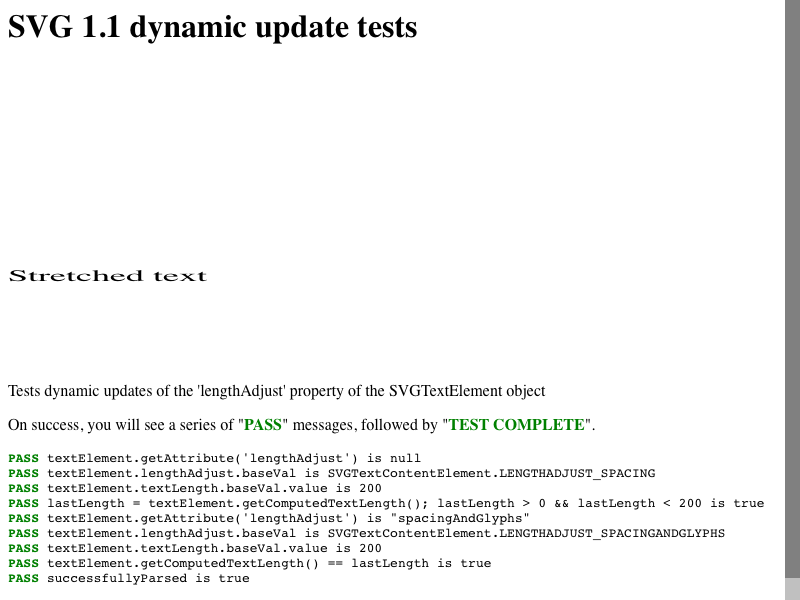 SVG 1.1 dynamic update tests
Stretched text
Tests dynamic updates of the 'lengthAdjust' property of the SVGTextElement object
On success, you will see a series of "PASS" messages, followed by "TEST COMPLETE".
PASS textElement.getAttribute('lengthAdjust') is null
PASS textElement.lengthAdjust.baseVal is SVGTextContentElement.LENGTHADJUST_SPACING
PASS textElement.textLength.baseVal.value is 200
PASS lastLength = textElement.getComputedTextLength(); lastLength > 0 && lastLength < 200 is true
PASS textElement.getAttribute('lengthAdjust') is "spacingAndGlyphs"
PASS textElement.lengthAdjust.baseVal is SVGTextContentElement.LENGTHADJUST_SPACINGANDGLYPHS
PASS textElement.textLength.baseVal.value is 200
PASS textElement.getComputedTextLength() == lastLength is true
PASS successfullyParsed is true